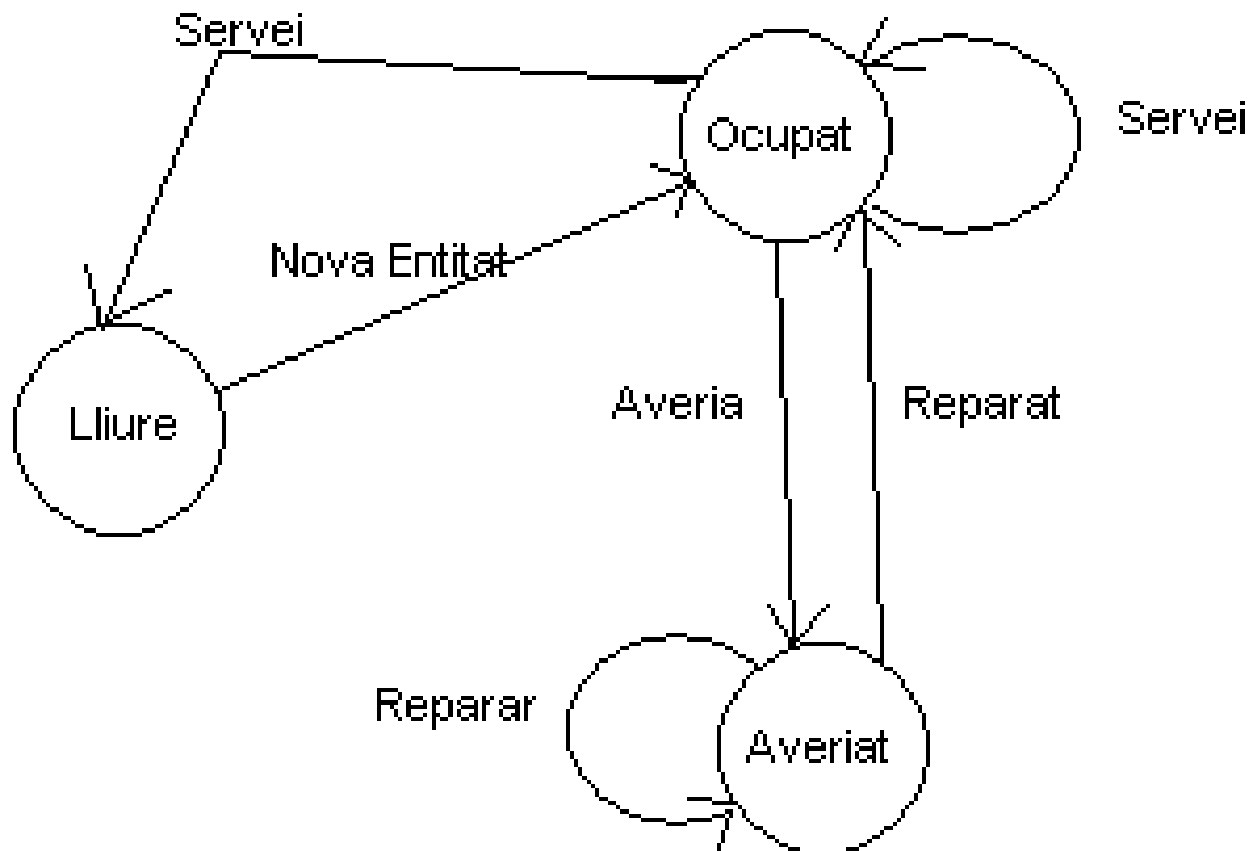 Servei
Ocupat
Servei
Nova Entitat
Averia
Reparat
Lliure
Reparar
Averiat